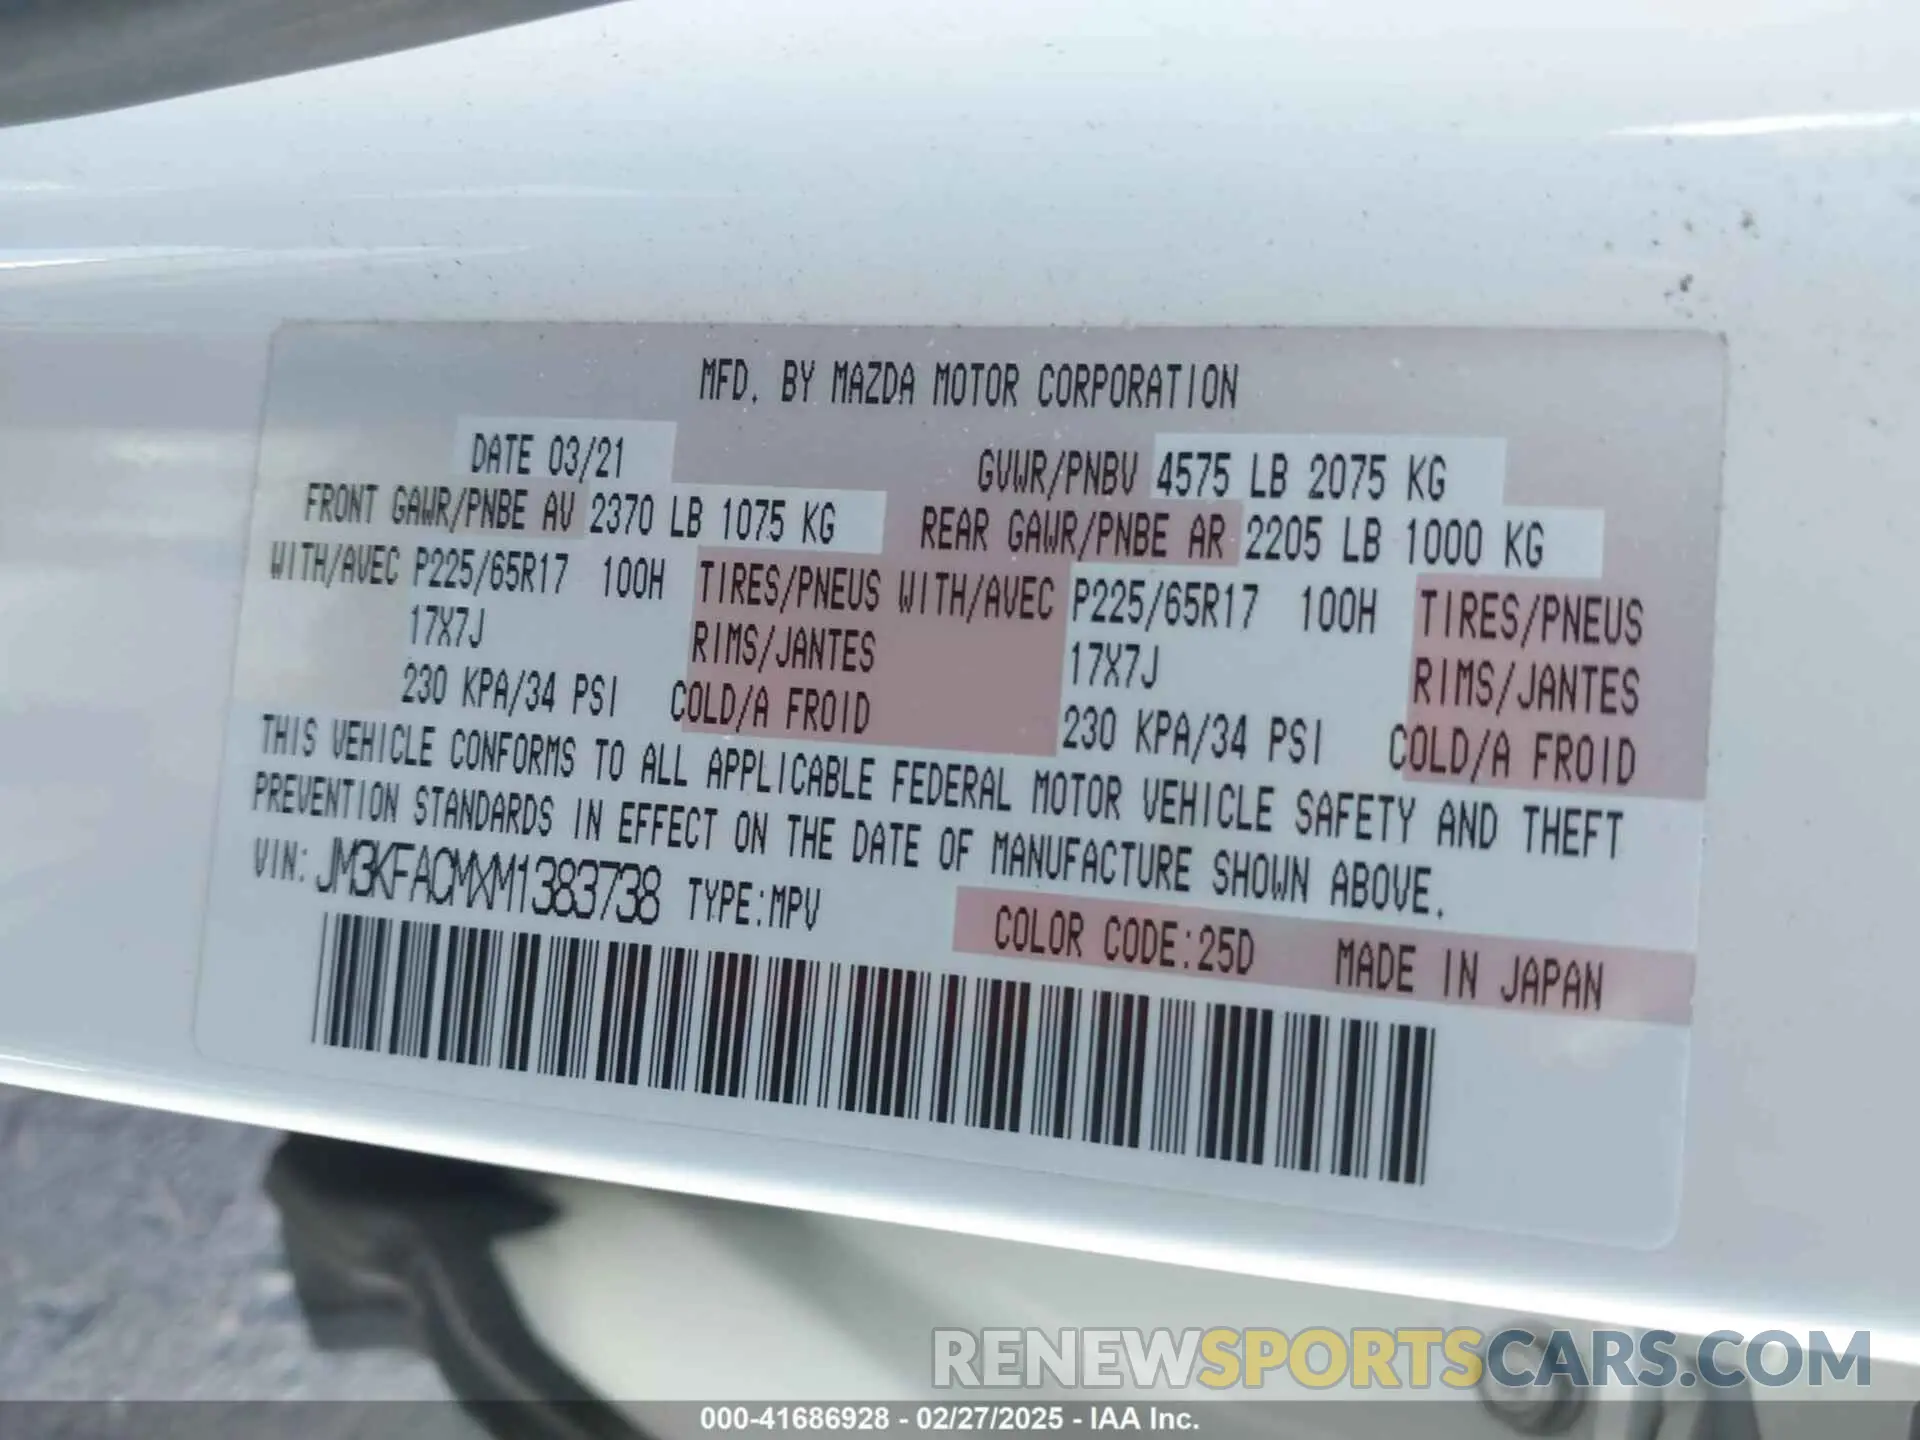 MFD. BY MAZDA MOTOR CORPORATION
DATE 03/21 GVWR/PNBV 4575 LB 2075 KG
FRONT GAWR/PNBE AV 2370 LB 1075 KG REAR GAWR/PNBE AR 2205 LB 1000 KG
WITH/AVEC P225/65R17 100H TIRES/PNEUS WITH/AVEC P225/65R17 100H TIRES/PNEUS
17X7J RIMS/JANTES 17X7J RIMS/JANTES
230 KPA/34 PSI COLD/A FROID 230 KPA/34 PSI COLD/A FROID
THIS VEHICLE CONFORMS TO ALL APPLICABLE FEDERAL MOTOR VEHICLE SAFETY AND THEFT
PREVENTION STANDARDS IN EFFECT ON THE DATE OF MANUFACTURE SHOWN ABOVE.
VIN: JM3KFACMXM1383738 TYPE:MPV
COLOR CODE:25D MADE IN JAPAN
RENEWSPORTSCARS.COM
000-41686928 - 02/27/2025 - IAA Inc.